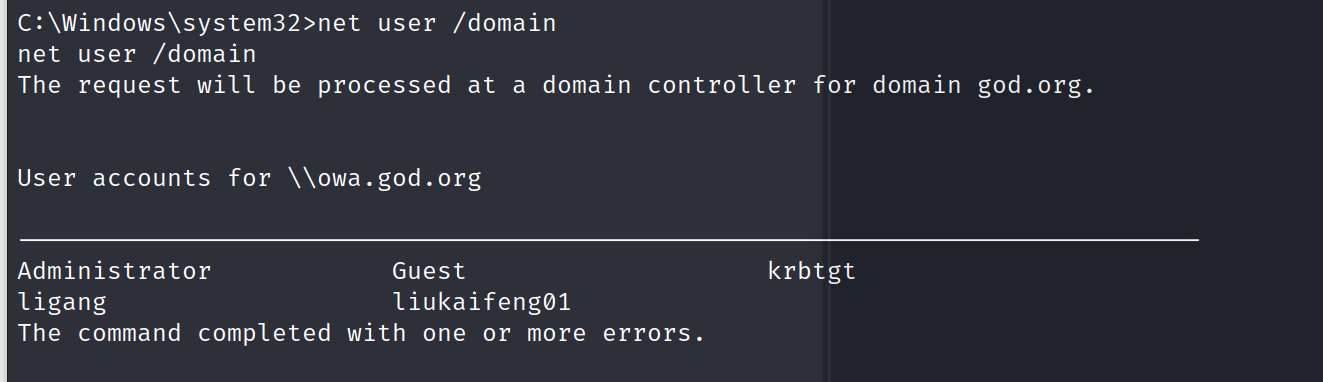 C:\Windows\system32>net user /domain
net user /domain
The request will be processed at a domain controller for domain god.org.
User accounts for \\owa.god.org
-------------------------------------------------------------------------------
Administrator            Guest                    krbtgt
ligang                   liukaifeng01
The command completed with one or more errors.